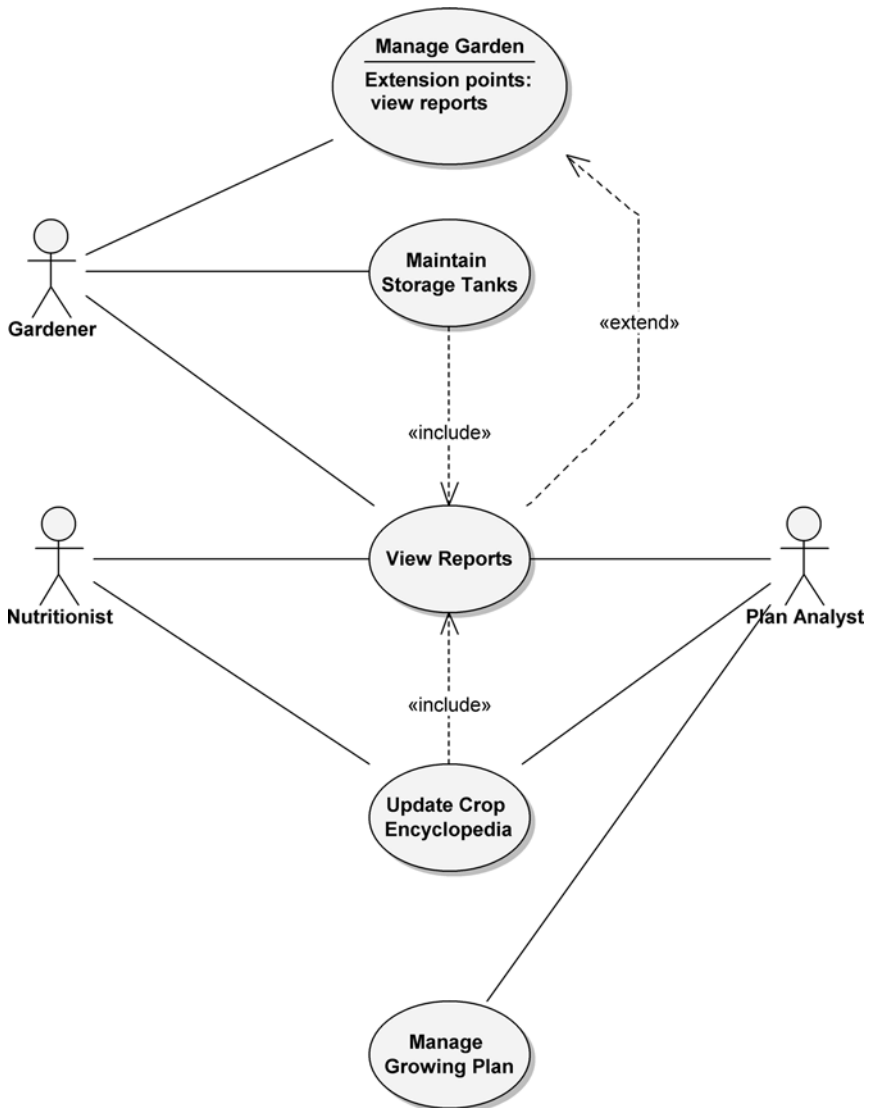 Manage Garden
Extension points:
view reports
Maintain
Storage Tanks
Gardener
«extend»
«include»
View Reports
Nutritionist
Plan Analyst
«include»
Update Crop
Encyclopedia
Manage
Growing Plan